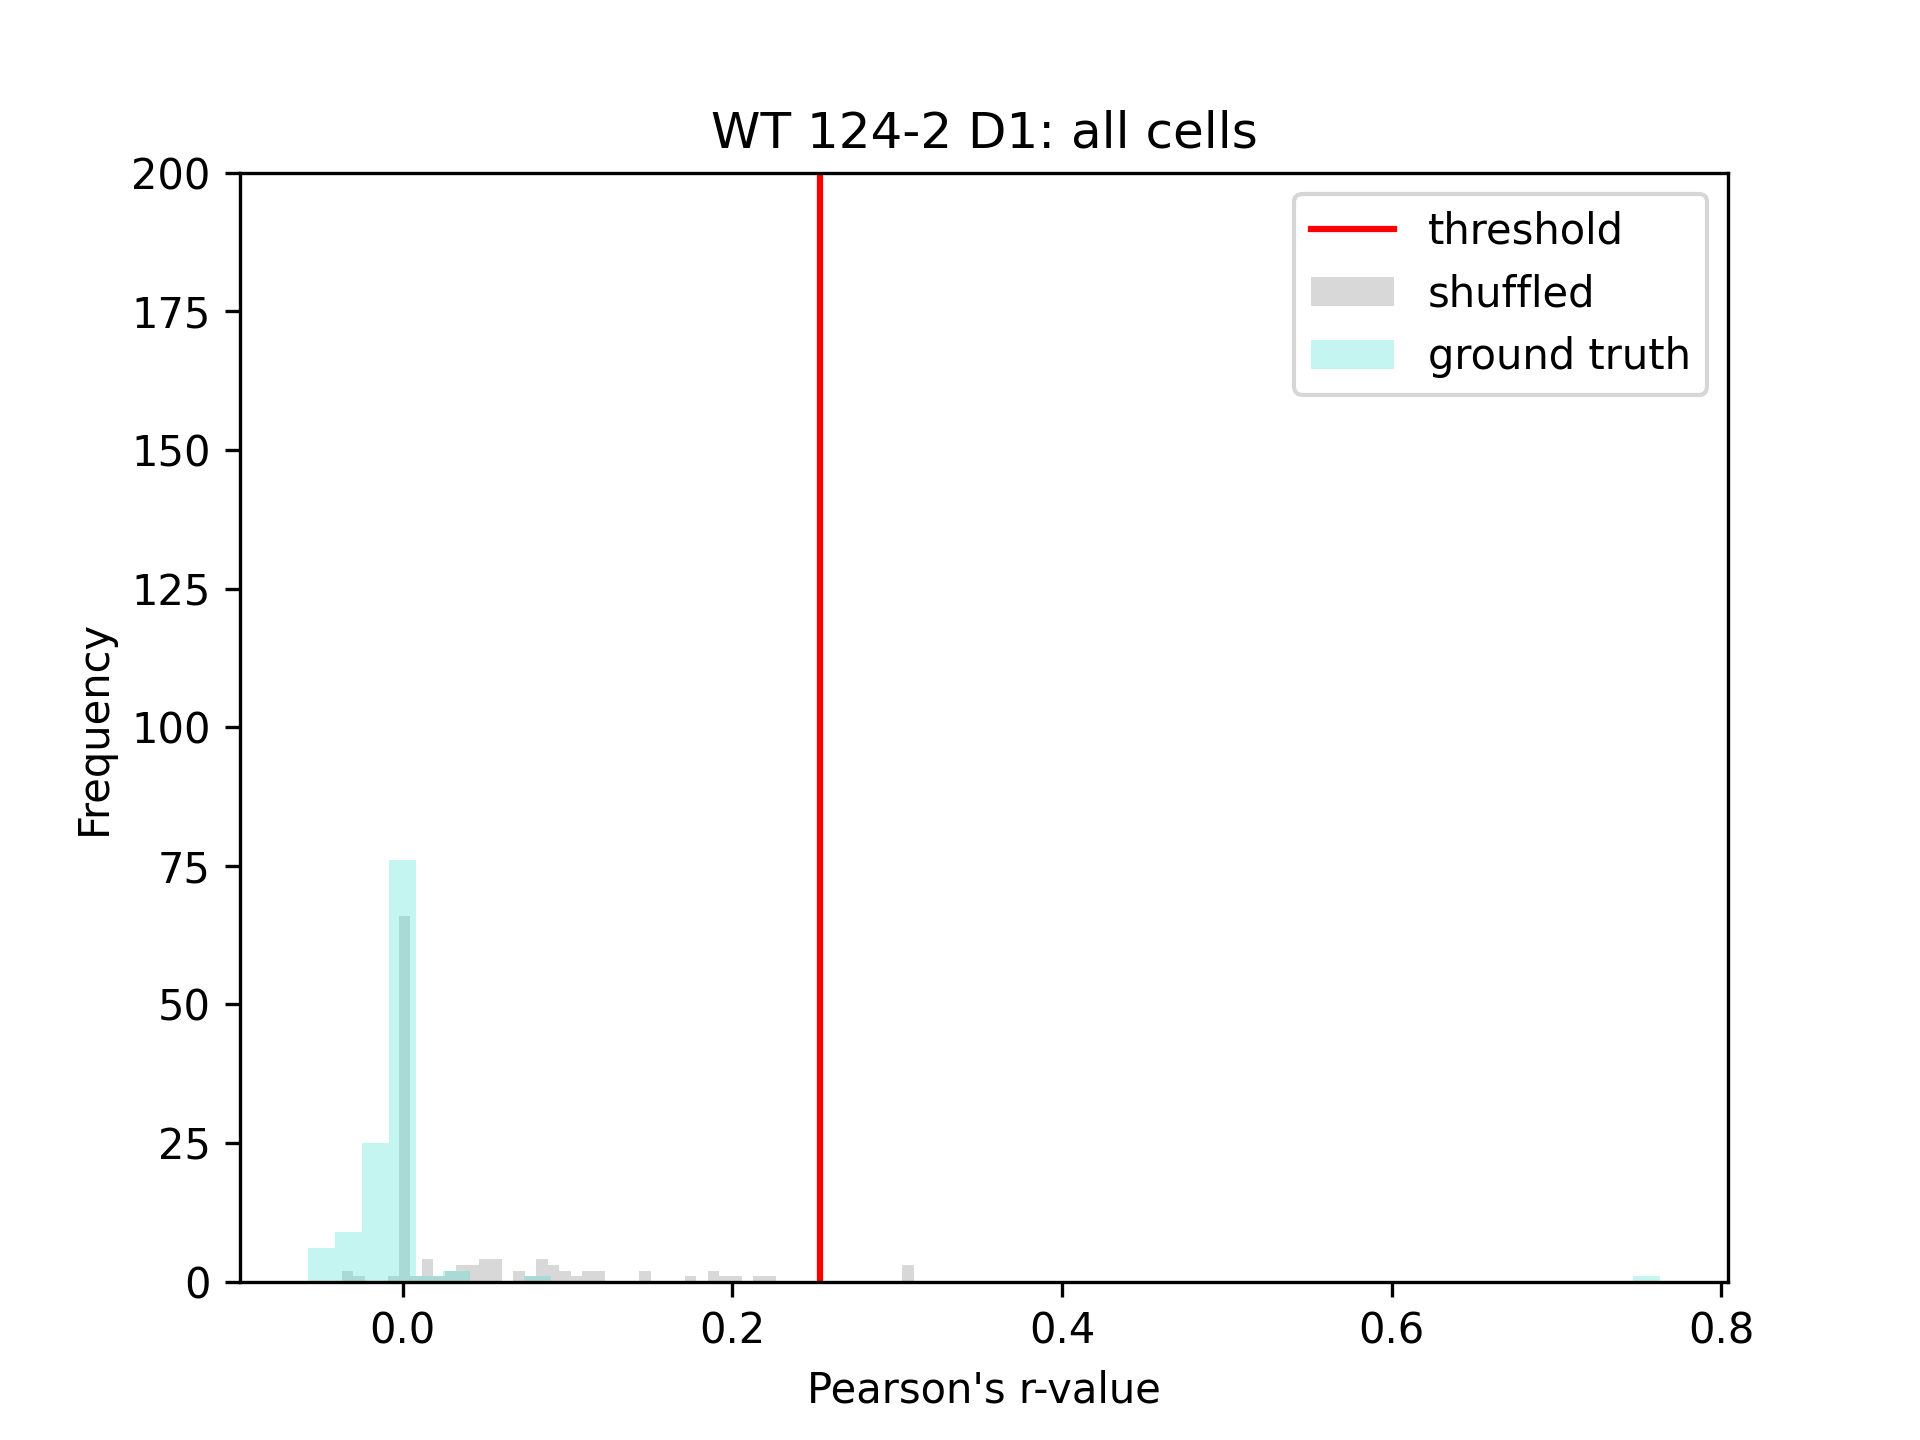 WT 124-2 D1: all cells
threshold
shuffled
ground truth
200
175
150
125
100
75
50
25
0
Frequency
0.0 0.2 0.4 0.6 0.8
Pearson's r-value